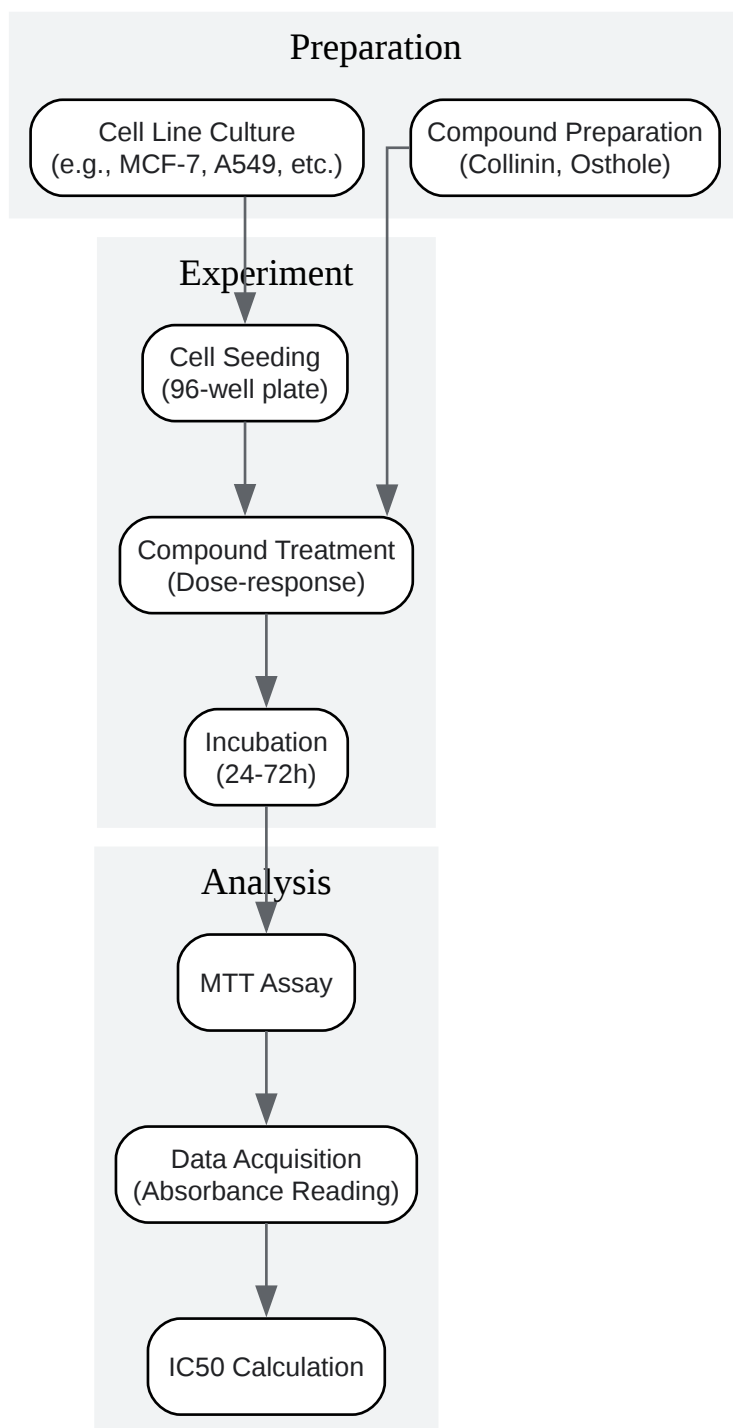 Preparation
Cell Line Culture
(e.g., MCF-7, A549, etc.)
Compound Preparation
(Collinin, Osthole)
Experiment
Cell Seeding
(96-well plate)
Compound Treatment
(Dose-response)
Incubation
(24-72h)
Analysis
MTT Assay
Data Acquisition
(Absorbance Reading)
IC50 Calculation